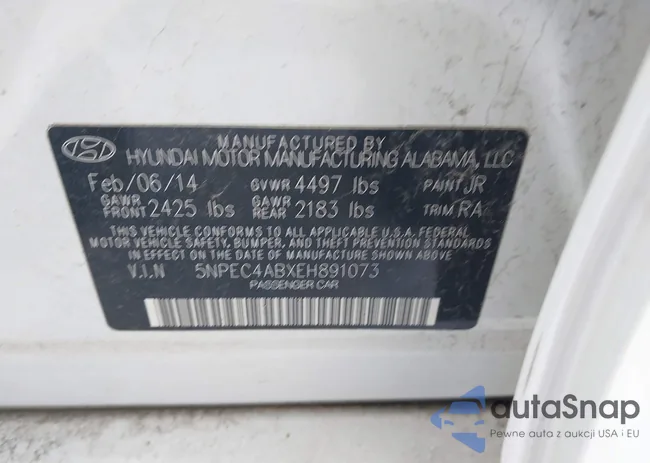 MANUFACTURED BY
HYUNDAI MOTOR MANUFACTURING ALABAMA, LLC
Feb/06/14 GVWR 4497 lbs PAINT JR
GAWR FRONT 2425 lbs GAWR REAR 2183 lbs TRIM RA
THIS VEHICLE CONFORMS TO ALL APPLICABLE U.S.A. FEDERAL
MOTOR VEHICLE SAFETY, BUMPER, AND THEFT PREVENTION
STANDARDS IN EFFECT ON THE DATE OF MANUFACTURE SHOWN ABOVE
V.I.N 5NPEC4ABXEH891073
PASSENGER CAR
autaSnap
Pewne auta z aukcji USA i EU